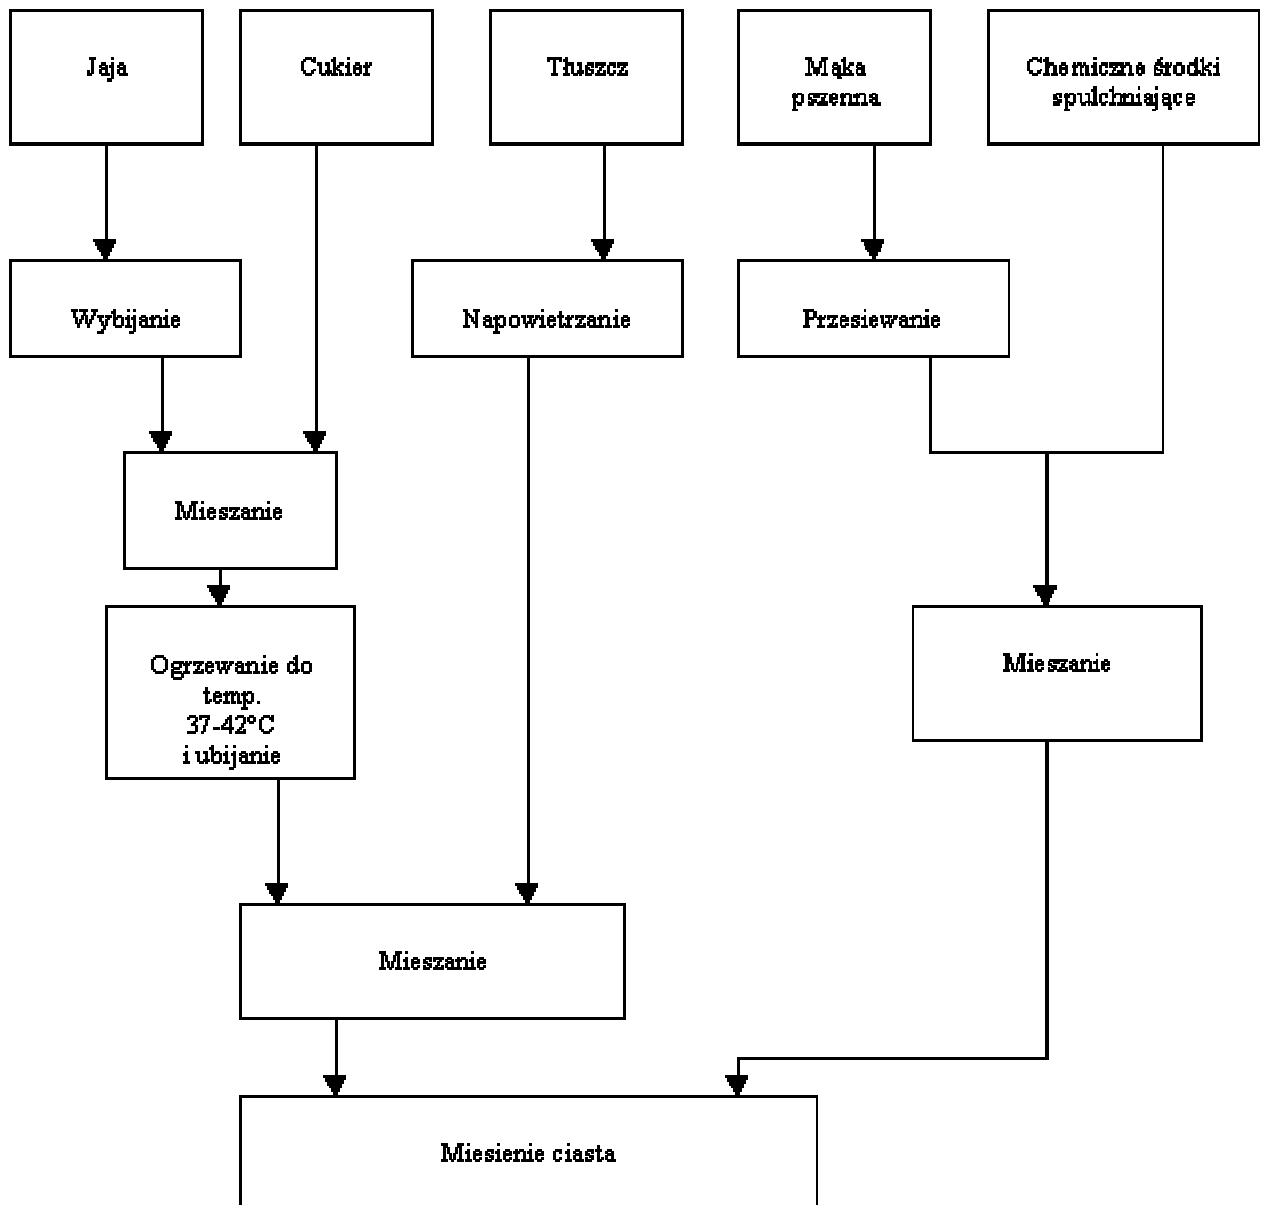 Jaja
Cukier
Tłuszcz
Mąka
pszenna
Chemiczne środki
spulchniające
Wybijanie
Napowietrzanie
Przesiewanie
Mieszanie
Ogrzewanie do
temp.
37-42°C
i ubijanie
Mieszanie
Mieszanie
Miesienie ciasta